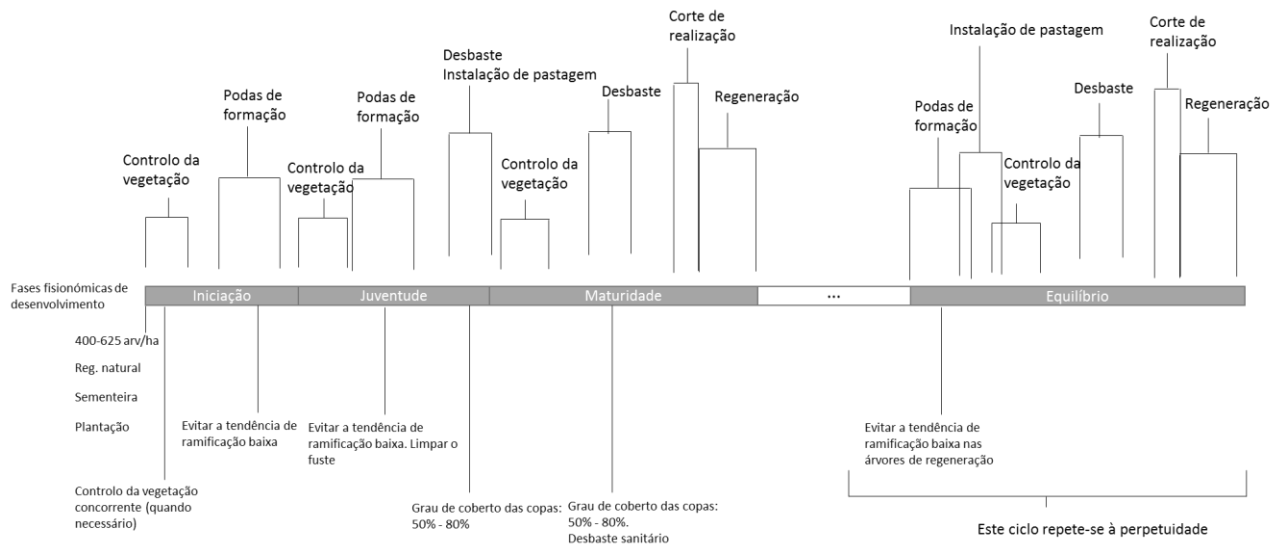 Corte de
realização
Desbaste
Instalação de pastagem
Podas de
formação
Podas de
formação
Desbaste
Regeneração
Controlo da
vegetação
Controlo da
vegetação
Controlo da
vegetação
Instalação de pastagem
Corte de
realização
Desbaste
Regeneração
Podas de
formação
Controlo da
vegetação
Fases fisionómicas de
desenvolvimento
Iniciação
Juventude
Maturidade
...
Equilíbrio
400-625 arv/ha
Reg. natural
Sementeira
Plantação
Evitar a tendência de
ramificação baixa
Evitar a tendência de
ramificação baixa. Limpar o
fuste
Evitar a tendência de
ramificação baixa nas
árvores de regeneração
Controlo da vegetação
concorrente (quando
necessário)
Grau de coberto das copas:
50% - 80%
Grau de coberto das copas:
50% - 80%.
Desbaste sanitário
Este ciclo repete-se à perpetuidade